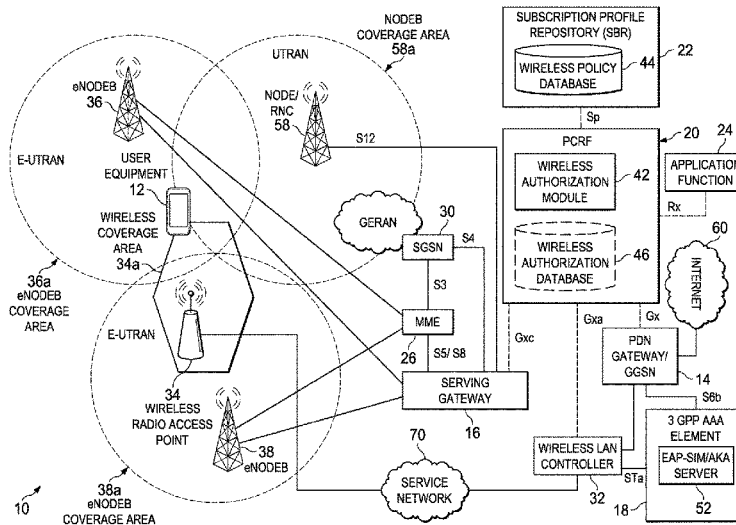 NODEB
COVERAGE AREA
58a
UTRAN
eNODEB
36
NODE/
RNC
58
S12
E-UTRAN
USER
EQUIPMENT
12
WIRELESS
COVERAGE
AREA
34a
36a
eNODEB
COVERAGE
AREA
GERAN
30
SGSN
S4
S3
MME
26
S5/ S8
SERVING
GATEWAY
16
E-UTRAN
34
WIRELESS
RADIO ACCESS
POINT
38
eNODEB
10
38a
eNODEB
COVERAGE AREA
70
SERVICE
NETWORK
SUBSCRIPTION PROFILE
REPOSITORY (SBR)
WIRELESS POLICY
DATABASE
44
22
Sp
PCRF
20
WIRELESS
AUTHORIZATION
MODULE
42
WIRELESS
AUTHORIZATION
DATABASE
46
24
APPLICATION
FUNCTION
Rx
60
INTERNET
Gxc
Gxa
Gx
PDN
GATEWAY/
GGSN
14
S6b
WIRELESS LAN
CONTROLLER
32
STa
3 GPP AAA
ELEMENT
EAP-SIM/AKA
SERVER
52
18